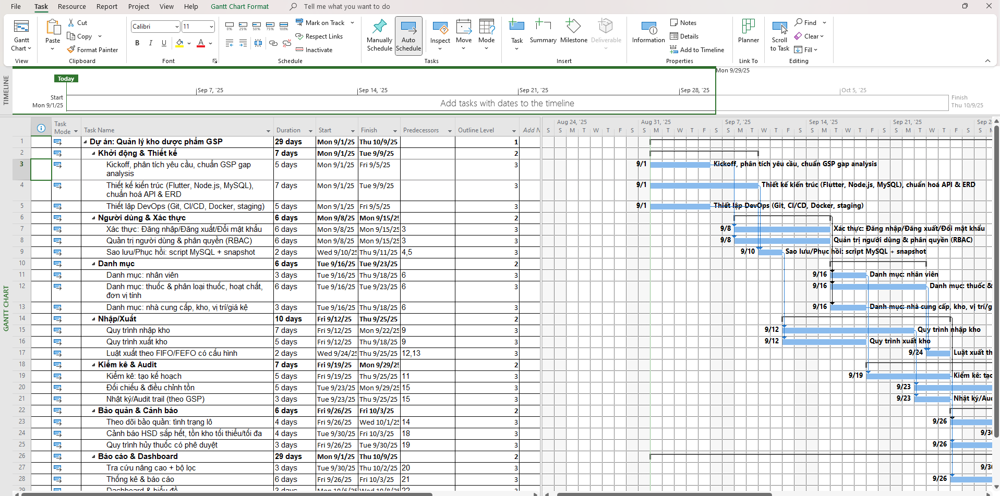 File Task Resource Report Project View Help Gantt Chart Format Tell me what you want to do
Gantt Chart
View
Paste
Cut
Copy
Format Painter
Clipboard
Calibri 11
B I U A
Font
0% 25% 50% 75% 100%
Mark on Track
Respect Links
Inactivate
Schedule
Manually Schedule
Auto Schedule
Inspect
Move
Mode
Tasks
Task
Summary
Milestone
Deliverable
Insert
Information
Notes
Details
Add to Timeline
Properties
Planner
Link To
Scroll to Task
Find
Clear
Fill
Editing
TIMELINE
Today
Mon 9/29/25
Sep 7, '25 Sep 14, '25 Sep 21, '25 Sep 28, '25 Oct 5, '25
Start
Mon 9/1/25
Add tasks with dates to the timeline
Finish
Thu 10/9/25
GANTT CHART
Task Mode Task Name Duration Start Finish Predecessors Outline Level Add N
1 Dự án: Quản lý kho dược phẩm GSP 29 days Mon 9/1/25 Thu 10/9/25 1
2 Khởi động & Thiết kế 7 days Mon 9/1/25 Tue 9/9/25 2
3 Kickoff, phân tích yêu cầu, chuẩn GSP gap analysis 5 days Mon 9/1/25 Fri 9/5/25 3
4 Thiết kế kiến trúc (Flutter, Node.js, MySQL), chuẩn hoá API & ERD 7 days Mon 9/1/25 Tue 9/9/25 3
5 Thiết lập DevOps (Git, CI/CD, Docker, staging) 5 days Mon 9/1/25 Fri 9/5/25 3
6 Người dùng & Xác thực 6 days Mon 9/8/25 Mon 9/15/25 2
7 Xác thực: Đăng nhập/Đăng xuất/Đổi mật khẩu 6 days Mon 9/8/25 Mon 9/15/25 3 3
8 Quản trị người dùng & phân quyền (RBAC) 6 days Mon 9/8/25 Mon 9/15/25 3 3
9 Sao lưu/Phục hồi: script MySQL + snapshot 2 days Wed 9/10/25 Thu 9/11/25 4,5 3
10 Danh mục 6 days Tue 9/16/25 Tue 9/23/25 2
11 Danh mục: nhân viên 3 days Tue 9/16/25 Thu 9/18/25 6 3
12 Danh mục: thuốc & phân loại thuốc, hoạt chất, đơn vị tính 6 days Tue 9/16/25 Tue 9/23/25 6 3
13 Danh mục: nhà cung cấp, kho, vị trí/giá kệ 3 days Tue 9/16/25 Thu 9/18/25 6 3
14 Nhập/Xuất 10 days Fri 9/12/25 Thu 9/25/25 2
15 Quy trình nhập kho 7 days Fri 9/12/25 Mon 9/22/25 9 3
16 Quy trình xuất kho 5 days Fri 9/12/25 Thu 9/18/25 9 3
17 Luật xuất theo FIFO/FEFO có cấu hình 2 days Wed 9/24/25 Thu 9/25/25 12,13 3
18 Kiểm kê & Audit 7 days Fri 9/19/25 Mon 9/29/25 2
19 Kiểm kê: tạo kế hoạch 5 days Fri 9/19/25 Thu 9/25/25 11 3
20 Đối chiếu & điều chỉnh tồn 5 days Tue 9/23/25 Mon 9/29/25 15 3
21 Nhật ký/Audit trail (theo GSP) 3 days Tue 9/23/25 Thu 9/25/25 15 3
22 Bảo quản & Cảnh báo 6 days Fri 9/26/25 Fri 10/3/25 2
23 Theo dõi bảo quản: tình trạng lô 4 days Fri 9/26/25 Wed 10/1/25 14 3
24 Cảnh báo HSD sắp hết, tồn kho tối thiểu/tối đa 4 days Tue 9/30/25 Fri 10/3/25 18 3
25 Quy trình hủy thuốc có phê duyệt 3 days Fri 9/26/25 Tue 9/30/25 19 3
26 Báo cáo & Dashboard 29 days Mon 9/1/25 Thu 10/9/25 2
27 Tra cứu nâng cao + bộ lọc 3 days Tue 9/30/25 Thu 10/2/25 20 3
28 Thống kê & báo cáo 6 days Fri 9/26/25 Fri 10/3/25 21 3
29 Dashboard & biểu đồ 3 days Mon 10/6/25 Wed 10/8/25 22 3
Aug 24, '25 Aug 31, '25 Sep 7, '25 Sep 14, '25 Sep 21, '25 Sep 2
S S M T W T F S S M T W T F S S M T W T F S S M T W T F S S M T W T F S S M
9/1 Kickoff, phân tích yêu cầu, chuẩn GSP gap analysis
9/1 Thiết kế kiến trúc (Flutter, Node.js, MySQL), chuẩn hoá API & ERD
9/1 Thiết lập DevOps (Git, CI/CD, Docker, staging)
9/8 Xác thực: Đăng nhập/Đăng xuất/Đổi mật khẩu
9/8 Quản trị người dùng & phân quyền (RBAC)
9/10 Sao lưu/Phục hồi: script MySQL + snapshot
9/16 Danh mục: nhân viên
9/16 Danh mục: thuốc &
9/16 Danh mục: nhà cung cấp, kho, vị trí/g
9/12 Quy trình nhập kho
9/12 Quy trình xuất kho
9/24 Luật xuất th
9/19 Kiểm kê: tạo
9/23
9/23 Nhật ký/Aud
9/26
9/30
9/26
9/30
9/26